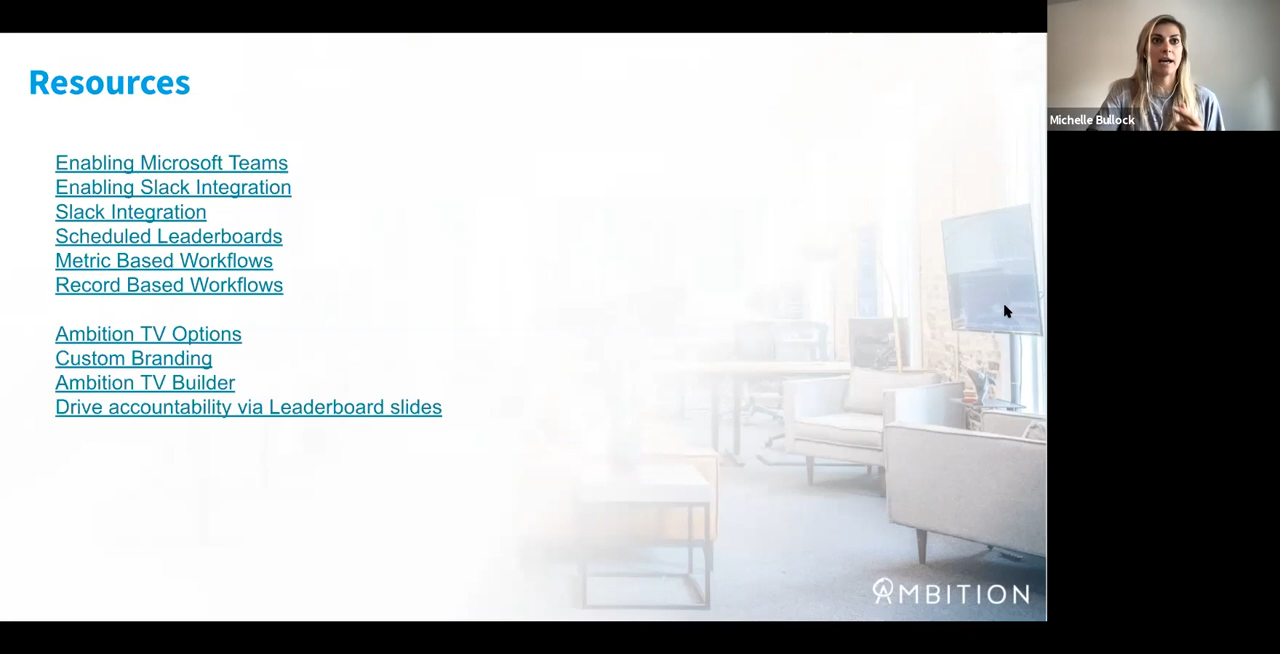 Resources
Enabling Microsoft Teams
Enabling Slack Integration
Slack Integration
Scheduled Leaderboards
Metric Based Workflows
Record Based Workflows
Ambition TV Options
Custom Branding
Ambition TV Builder
Drive accountability via Leaderboard slides
AMBITION
Michelle Bullock